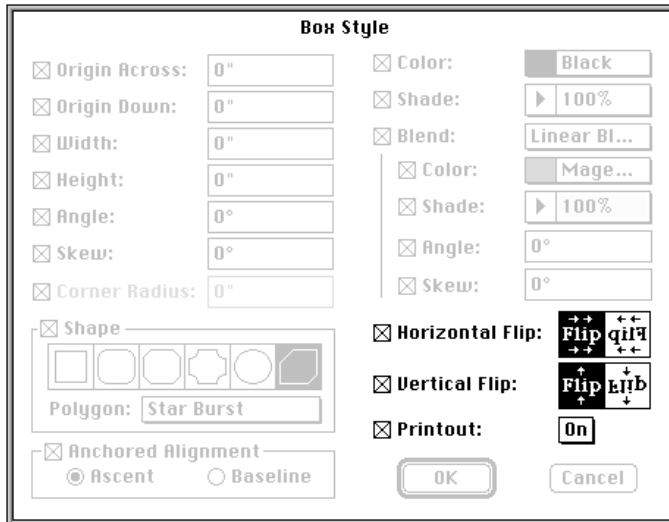 Box Style
Origin Across: 0"
Origin Down: 0"
Width: 0"
Height: 0"
Angle: 0°
Skew: 0°
Corner Radius: 0"
Shape
Polygon: Star Burst
Anchored Alignment
Ascent Baseline
Color: Black
Shade: 100%
Blend: Linear Bl...
Color: Mage...
Shade: 100%
Angle: 0°
Skew: 0°
Horizontal Flip: Flip Flip
Vertical Flip: Flip Flip
Printout: On
OK Cancel